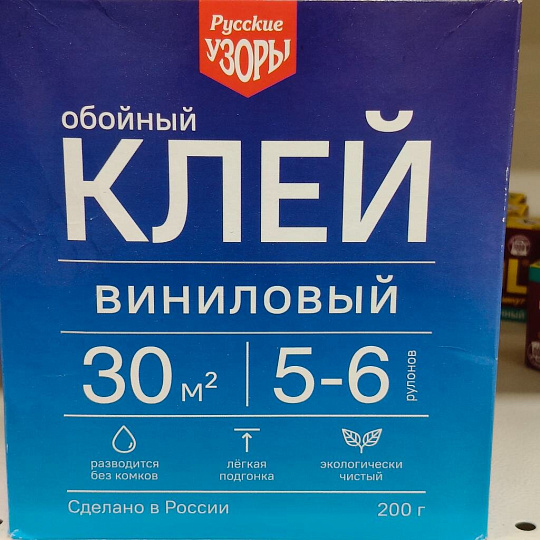 Русские
УЗОРЫ
обойный
КЛЕЙ
ВИНИЛОВЫЙ
30 м²
5-6 рулонов
разводится
без комков
лёгкая
подгонка
экологически
чистый
Сделано в России
200 г